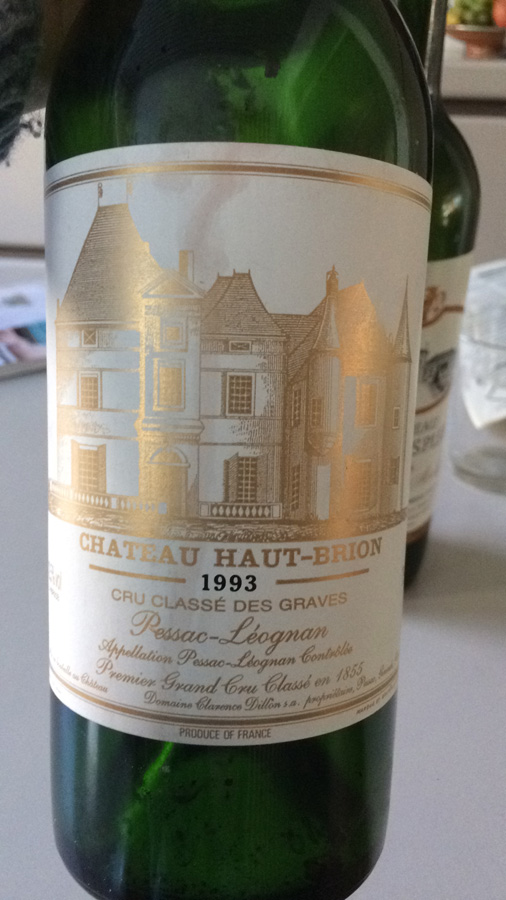 CHATEAU HAUT-BRION
1993
CRU CLASSÉ DES GRAVES
Pessac-Léognan
Appellation Pessac-Léognan Contrôlée
Premier Grand Cru Classé en 1855
Domaine Clarence Dillon s.a. propriétaire,
PRODUCE OF FRANCE